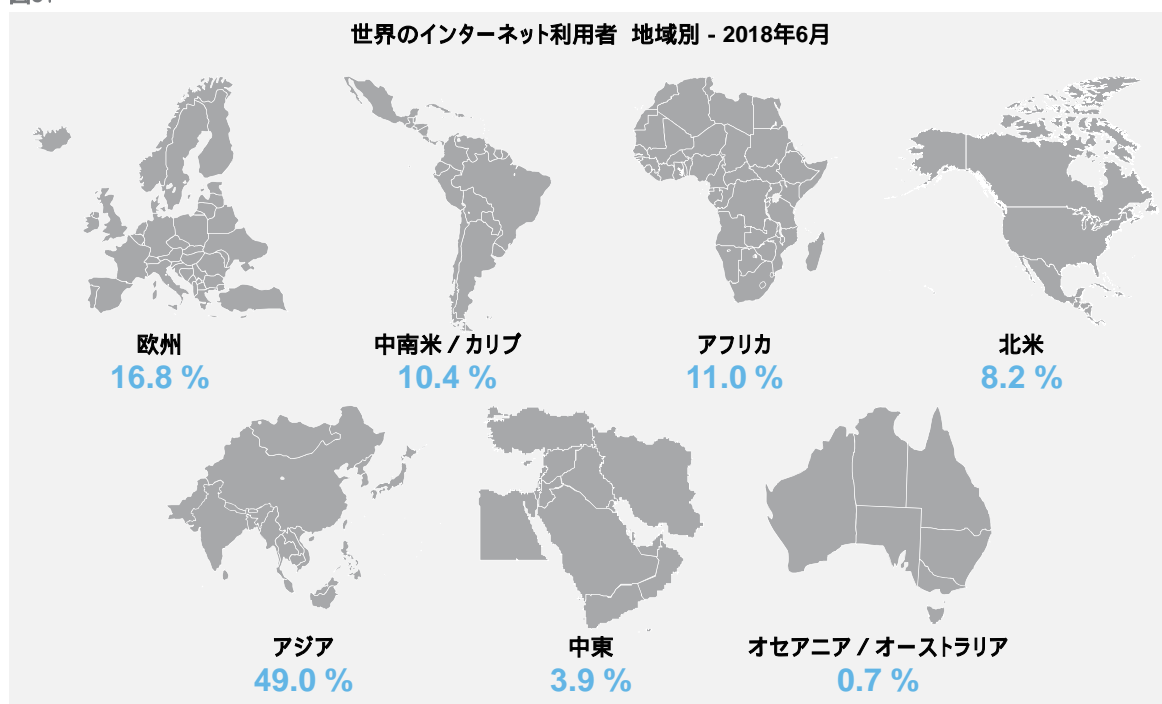 世界のインターネット利用者 地域別 - 2018年6月
欧州
16.8 %
中南米 / カリブ
10.4 %
アフリカ
11.0 %
北米
8.2 %
アジア
49.0 %
中東
3.9 %
オセアニア / オーストラリア
0.7 %